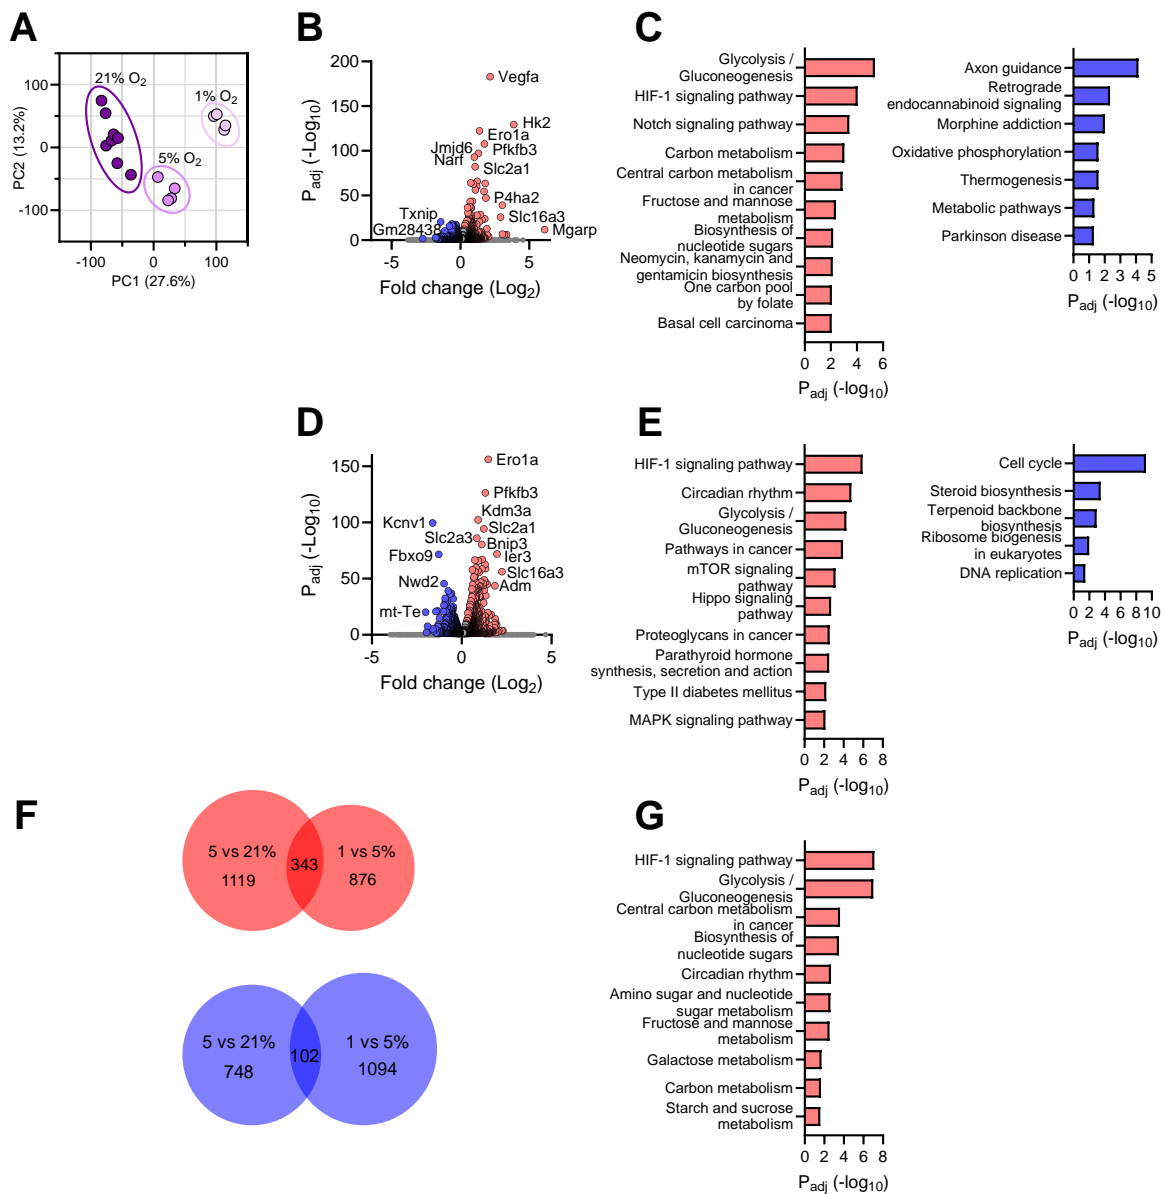 A
21% O2
1% O2
5% O2
100
0
-100
PC2 (13.2%)
-100
0
100
PC1 (27.6%)
B
200
150
100
50
0
Padj (-Log10)
Vegfa
Hk2
Ero1a
Jmjd6
Pfkfb3
Narf
Slc2a1
P4ha2
Txnip
Slc16a3
Gm28438
Mgarp
-5
0
5
Fold change (Log2)
C
Glycolysis /
Gluconeogenesis
HIF-1 signaling pathway
Notch signaling pathway
Carbon metabolism
Central carbon metabolism
in cancer
Fructose and mannose
metabolism
Biosynthesis of
nucleotide sugars
Neomycin, kanamycin and
gentamicin biosynthesis
One carbon pool
by folate
Basal cell carcinoma
0 2 4 6
Padj (-log10)
Axon guidance
Retrograde
endocannabinoid signaling
Morphine addiction
Oxidative phosphorylation
Thermogenesis
Metabolic pathways
Parkinson disease
0 1 2 3 4 5
Padj (-log10)
D
150
100
50
0
Padj (-Log10)
Ero1a
Pfkfb3
Kdm3a
Kcnv1
Slc2a1
Slc2a3
Bnip3
Fbxo9
Ier3
Slc16a3
Nwd2
Adm
mt-Te
-5
0
5
Fold change (Log2)
E
HIF-1 signaling pathway
Circadian rhythm
Glycolysis /
Gluconeogenesis
Pathways in cancer
mTOR signaling
pathway
Hippo signaling
pathway
Proteoglycans in cancer
Parathyroid hormone
synthesis, secretion and action
Type II diabetes mellitus
MAPK signaling pathway
0 2 4 6 8
Padj (-log10)
Cell cycle
Steroid biosynthesis
Terpenoid backbone
biosynthesis
Ribosome biogenesis
in eukaryotes
DNA replication
0 2 4 6 8 10
Padj (-log10)
F
5 vs 21%
1119
343
1 vs 5%
876
5 vs 21%
748
102
1 vs 5%
1094
G
HIF-1 signaling pathway
Glycolysis /
Gluconeogenesis
Central carbon metabolism
in cancer
Biosynthesis of
nucleotide sugars
Circadian rhythm
Amino sugar and nucleotide
sugar metabolism
Fructose and mannose
metabolism
Galactose metabolism
Carbon metabolism
Starch and sucrose
metabolism
0 2 4 6 8
Padj (-log10)